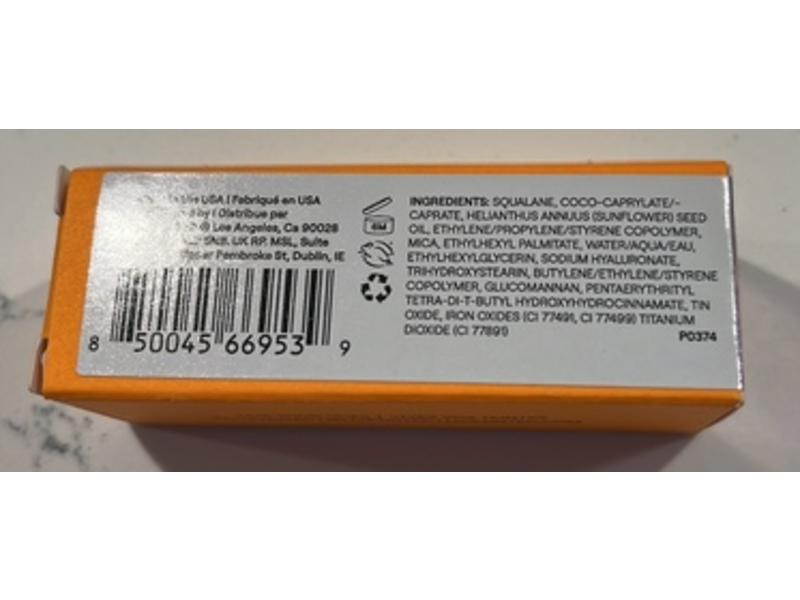 USA | Fabriqué en USA
by | Distribue par
Los Angeles, Ca 90028
UK RP. MSL, Suite
Pembroke St, Dublin, IE
8 50045 66953 9
6M
INGREDIENTS: SQUALANE, COCO-CAPRYLATE/-
CAPRATE, HELIANTHUS ANNUUS (SUNFLOWER) SEED
OIL, ETHYLENE/PROPYLENE/STYRENE COPOLYMER,
MICA, ETHYLHEXYL PALMITATE, WATER/AQUA/EAU,
ETHYLHEXYLGLYCERIN, SODIUM HYALURONATE,
TRIHYDROXYSTEARIN, BUTYLENE/ETHYLENE/STYRENE
COPOLYMER, GLUCOMANNAN, PENTAERYTHRITYL
TETRA-DI-T-BUTYL HYDROXYHYDROCINNAMATE, TIN
OXIDE, IRON OXIDES (CI 77491, CI 77499) TITANIUM
DIOXIDE (CI 77891)
P0374